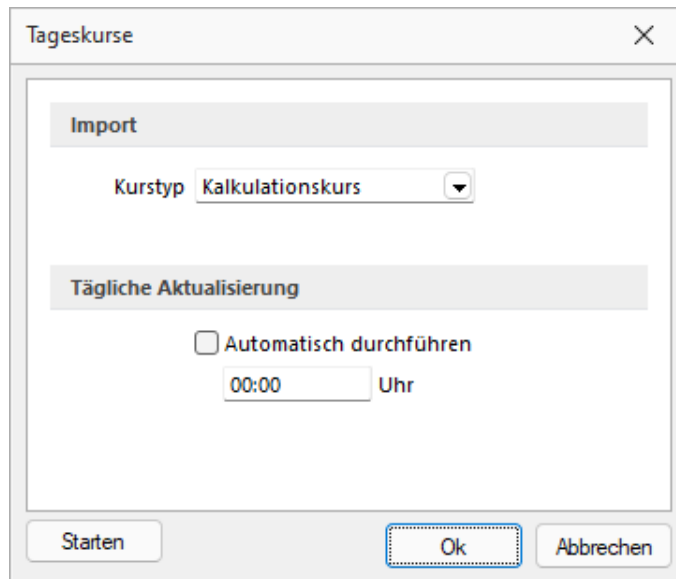 Tageskurse
Import
Kurstyp Kalkulationskurs
Tägliche Aktualisierung
Automatisch durchführen
00:00 Uhr
Starten Ok Abbrechen